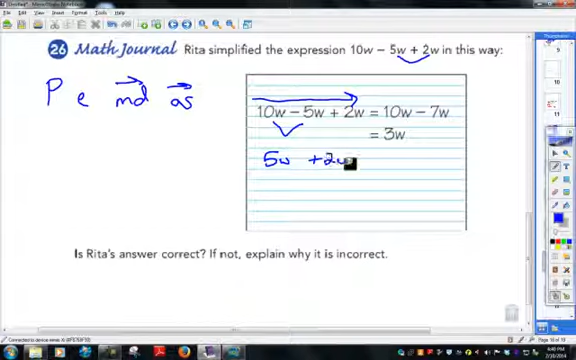 26 Math Journal Rita simplified the expression 10w − 5w + 2w in this way:
P e md as
10w − 5w + 2w = 10w − 7w
= 3w
5w + 2w
Is Rita's answer correct? If not, explain why it is incorrect.